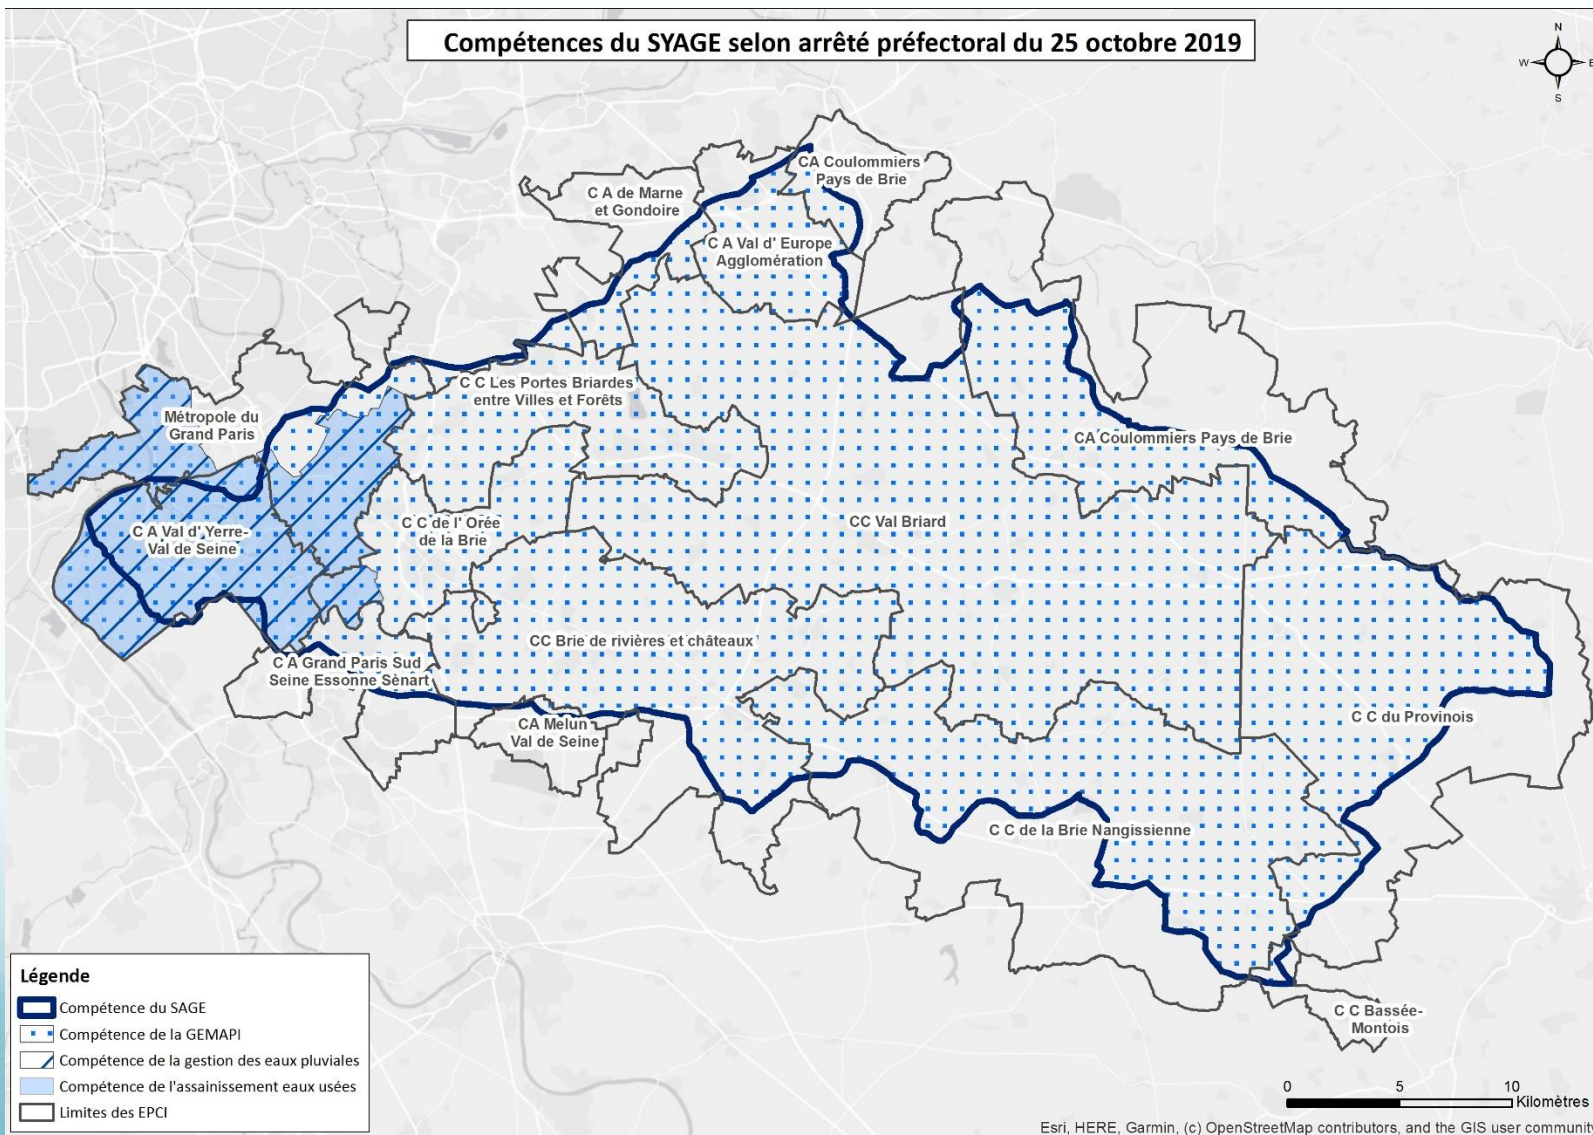 Compétences du SYAGE selon arrêté préfectoral du 25 octobre 2019
N
W
E
S
CA Coulommiers
Pays de Brie
C A de Marne
et Gondoire
C A Val d' Europe
Agglomération
C C Les Portes Briardes
entre Villes et Forêts
Métropole du
Grand Paris
CA Coulommiers Pays de Brie
C A Val d' Yerre-
Val de Seine
C C de l' Orée
de la Brie
CC Val Briard
CC Brie de rivières et châteaux
C A Grand Paris Sud
Seine Essonne Sènart
CA Melun
Val de Seine
C C du Provinois
C C de la Brie Nangissienne
C C Bassée-
Montois
Légende
Compétence du SAGE
Compétence de la GEMAPI
Compétence de la gestion des eaux pluviales
Compétence de l'assainissement eaux usées
Limites des EPCI
0 5 10
Kilomètres
Esri, HERE, Garmin, (c) OpenStreetMap contributors, and the GIS user communit